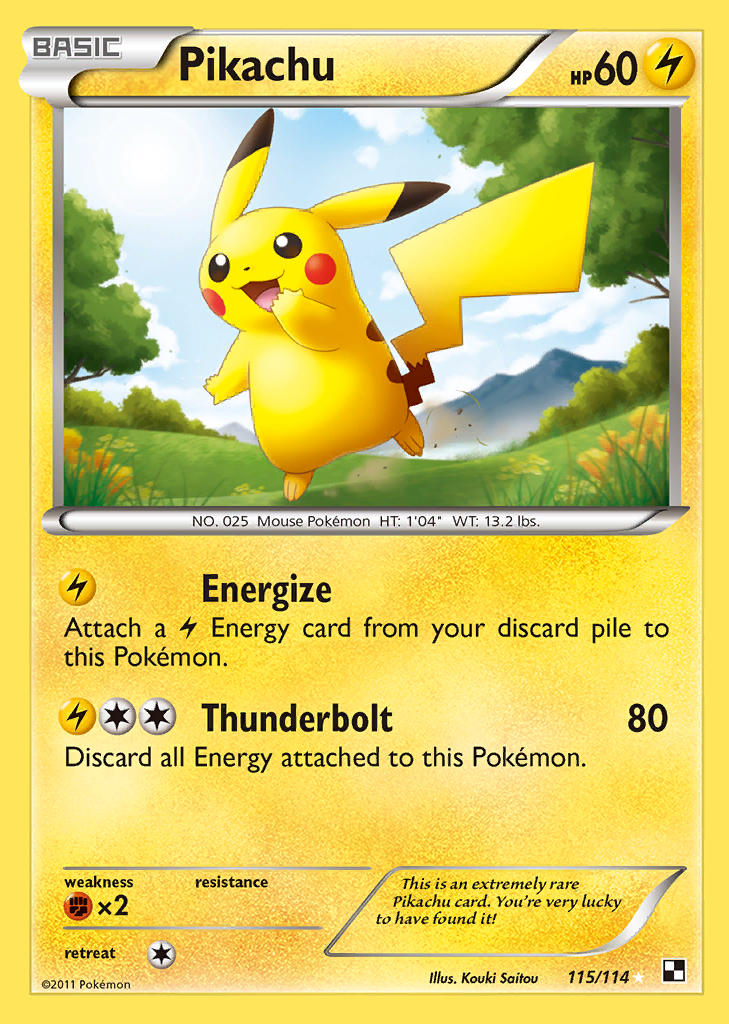 BASIC
Pikachu
HP60
NO. 025 Mouse Pokémon HT: 1'04" WT: 13.2 lbs.
Energize
Attach a Energy card from your discard pile to
this Pokémon.
Thunderbolt 80
Discard all Energy attached to this Pokémon.
weakness resistance
×2
This is an extremely rare
Pikachu card. You're very lucky
to have found it!
retreat
©2011 Pokémon
Illus. Kouki Saitou 115/114